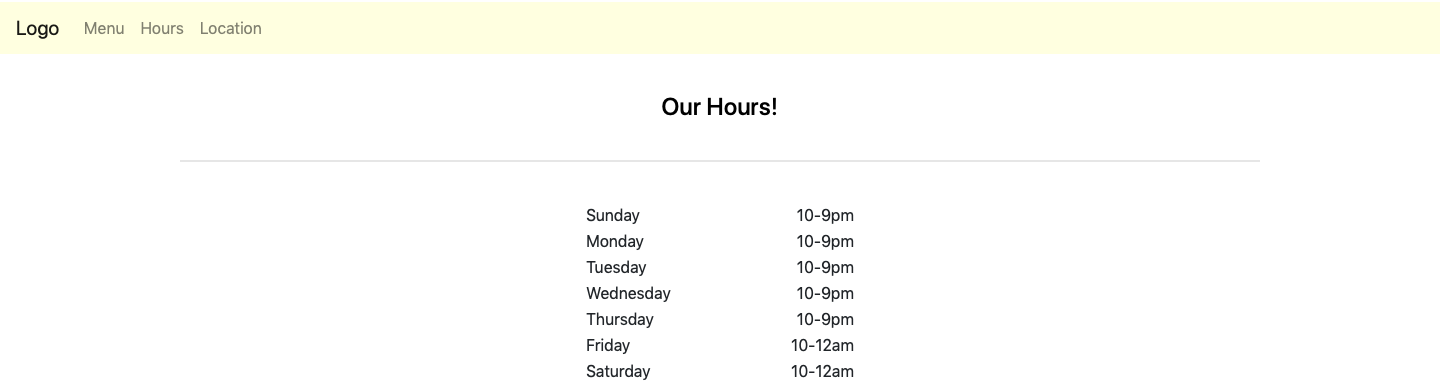 Logo Menu Hours Location
Our Hours!
Sunday 10-9pm
Monday 10-9pm
Tuesday 10-9pm
Wednesday 10-9pm
Thursday 10-9pm
Friday 10-12am
Saturday 10-12am